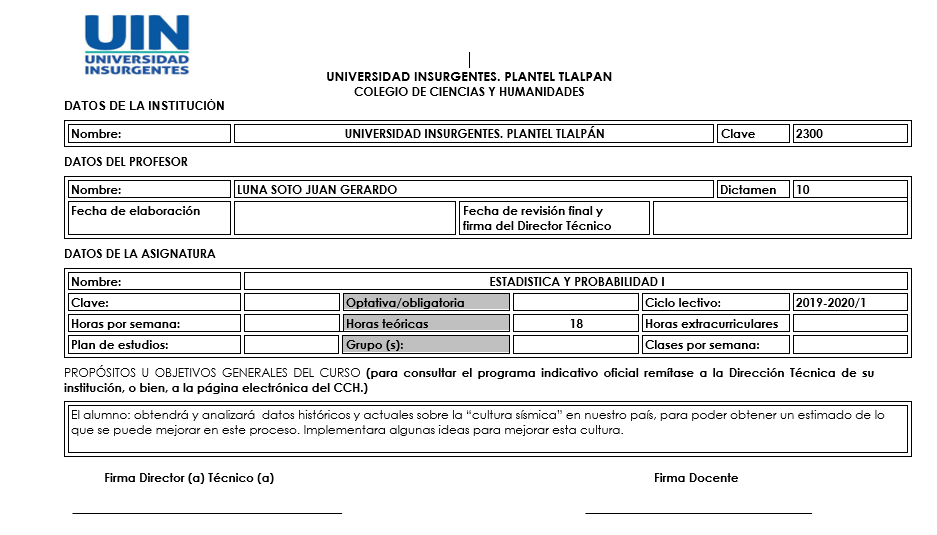 UIN
UNIVERSIDAD
INSURGENTES
UNIVERSIDAD INSURGENTES. PLANTEL TLALPAN
COLEGIO DE CIENCIAS Y HUMANIDADES
DATOS DE LA INSTITUCIÓN
Nombre: UNIVERSIDAD INSURGENTES. PLANTEL TLALPÁN Clave 2300
DATOS DEL PROFESOR
Nombre: LUNA SOTO JUAN GERARDO Dictamen 10
Fecha de elaboración Fecha de revisión final y
firma del Director Técnico
DATOS DE LA ASIGNATURA
Nombre: ESTADISTICA Y PROBABILIDAD I
Clave: Optativa/obligatoria Ciclo lectivo: 2019-2020/1
Horas por semana: Horas teóricas 18 Horas extracurriculares
Plan de estudios: Grupo (s): Clases por semana:
PROPÓSITOS U OBJETIVOS GENERALES DEL CURSO (para consultar el programa indicativo oficial remítase a la Dirección Técnica de su
institución, o bien, a la página electrónica del CCH.)
El alumno: obtendrá y analizará datos históricos y actuales sobre la “cultura sísmica” en nuestro país, para poder obtener un estimado de lo
que se puede mejorar en este proceso. Implementara algunas ideas para mejorar esta cultura.
Firma Director (a) Técnico (a) Firma Docente